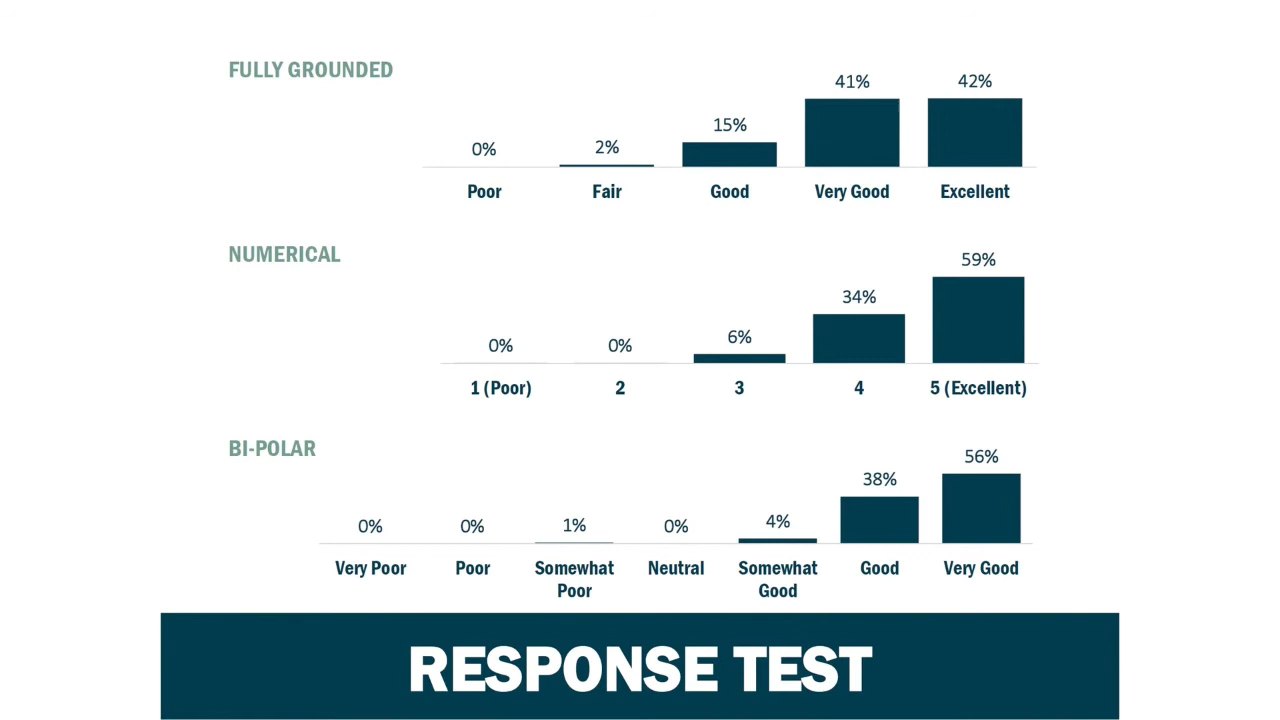 FULLY GROUNDED
0% 2% 15% 41% 42%
Poor Fair Good Very Good Excellent
NUMERICAL
0% 0% 6% 34% 59%
1 (Poor) 2 3 4 5 (Excellent)
BI-POLAR
0% 0% 1% 0% 4% 38% 56%
Very Poor Poor Somewhat Neutral Somewhat Good Very Good
Poor Good
RESPONSE TEST